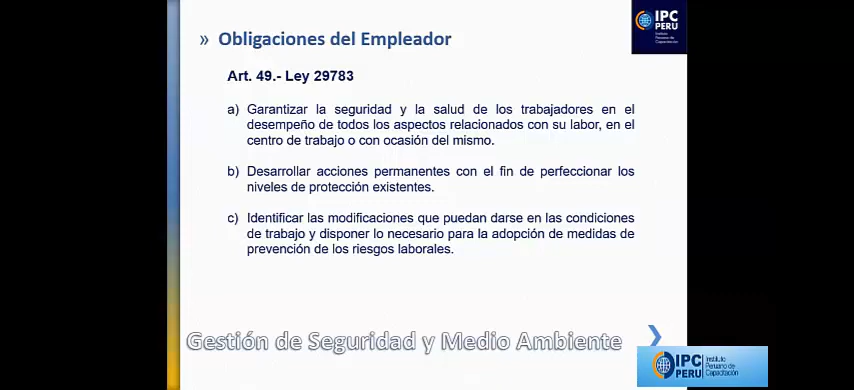 » Obligaciones del Empleador
IPC
PERU
Instituto
Peruano de
Capacitación
Art. 49.- Ley 29783
a) Garantizar la seguridad y la salud de los trabajadores en el
desempeño de todos los aspectos relacionados con su labor, en el
centro de trabajo o con ocasión del mismo.
b) Desarrollar acciones permanentes con el fin de perfeccionar los
niveles de protección existentes.
c) Identificar las modificaciones que puedan darse en las condiciones
de trabajo y disponer lo necesario para la adopción de medidas de
prevención de los riesgos laborales.
Gestión de Seguridad y Medio Ambiente
IPC
PERU
Instituto
Peruano de
Capacitación